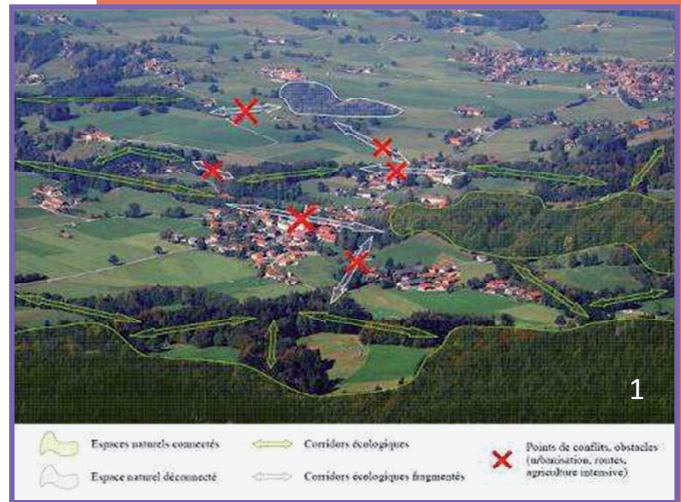 1
Espaces naturels connectés
Espace naturel déconnecté
Corridors écologiques
Corridors écologiques fragmentés
Points de conflits, obstacles
(urbanisation, routes,
agriculture intensive)